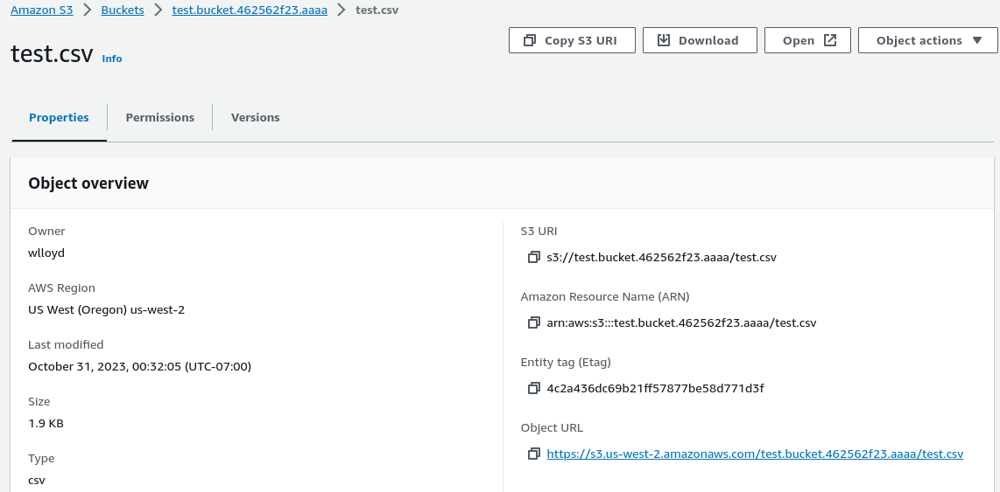 Amazon S3 > Buckets > test.bucket.462562f23.aaaa > test.csv
test.csv Info
Copy S3 URI Download Open Object actions
Properties Permissions Versions
Object overview
Owner
wlloyd
AWS Region
US West (Oregon) us-west-2
Last modified
October 31, 2023, 00:32:05 (UTC-07:00)
Size
1.9 KB
Type
csv
S3 URI
s3://test.bucket.462562f23.aaaa/test.csv
Amazon Resource Name (ARN)
arn:aws:s3:::test.bucket.462562f23.aaaa/test.csv
Entity tag (Etag)
4c2a436dc69b21ff57877be58d771d3f
Object URL
https://s3.us-west-2.amazonaws.com/test.bucket.462562f23.aaaa/test.csv